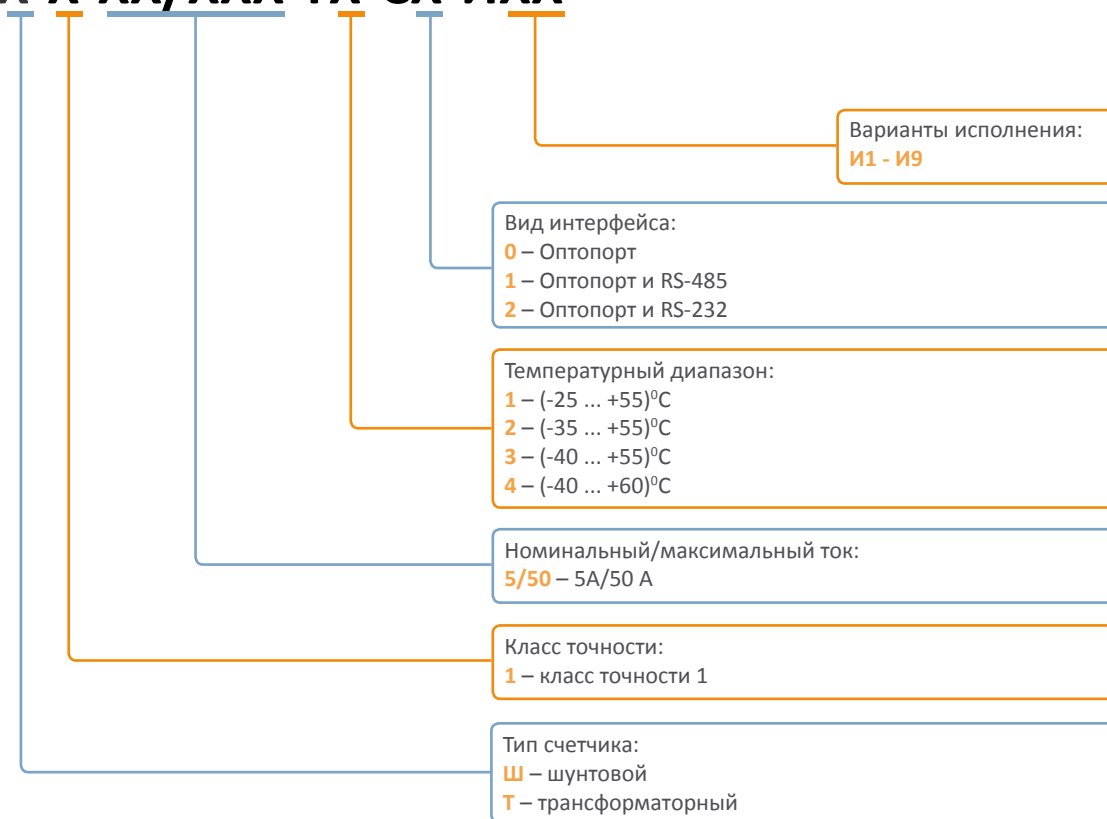 Варианты исполнения:
И1 - И9
Вид интерфейса:
0 – Оптопорт
1 – Оптопорт и RS-485
2 – Оптопорт и RS-232
Температурный диапазон:
1 – (-25 ... +55)⁰C
2 – (-35 ... +55)⁰C
3 – (-40 ... +55)⁰C
4 – (-40 ... +60)⁰C
Номинальный/максимальный ток:
5/50 – 5А/50 А
Класс точности:
1 – класс точности 1
Тип счетчика:
Ш – шунтовой
Т – трансформаторный